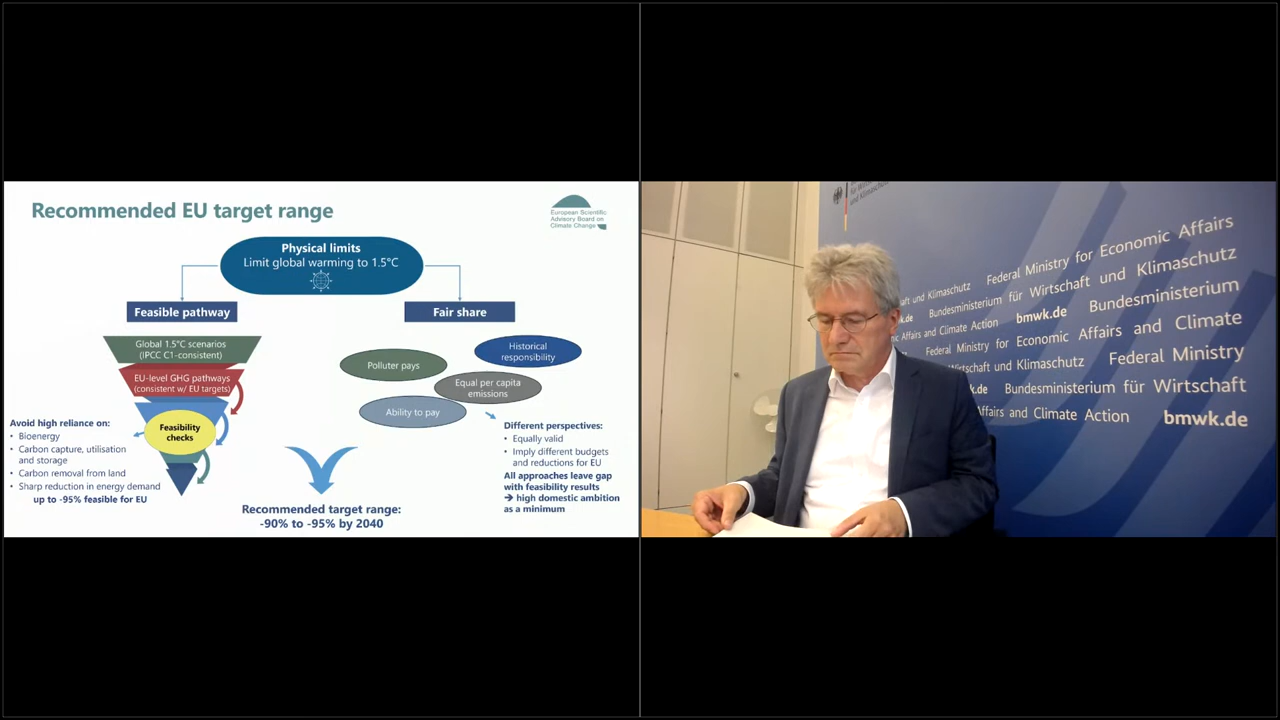 Recommended EU target range
European Scientific
Advisory Board on
Climate Change
Physical limits
Limit global warming to 1.5°C
Feasible pathway
Fair share
Global 1.5°C scenarios
(IPCC C1-consistent)
EU-level GHG pathways
(consistent w/ EU targets)
Feasibility
checks
Avoid high reliance on:
• Bioenergy
• Carbon capture, utilisation
and storage
• Carbon removal from land
• Sharp reduction in energy demand
up to -95% feasible for EU
Polluter pays
Historical
responsibility
Equal per capita
emissions
Ability to pay
Different perspectives:
• Equally valid
• Imply different budgets
and reductions for EU
All approaches leave gap
with feasibility results
→ high domestic ambition
as a minimum
Recommended target range:
-90% to -95% by 2040
und Klimaschutz
aft und Klimaschutz Federal Ministry for Economic Affairs
.de Bundesministerium für Wirtschaft und Klimaschutz
Affairs and Climate Action bmwk.de Bundesministerium
Federal Ministry for Economic Affairs and Climate
Wirtschaft und Klimaschutz Federal Ministry
.de Bundesministerium für Wirtschaft
Affairs and Climate Action bmwk.de